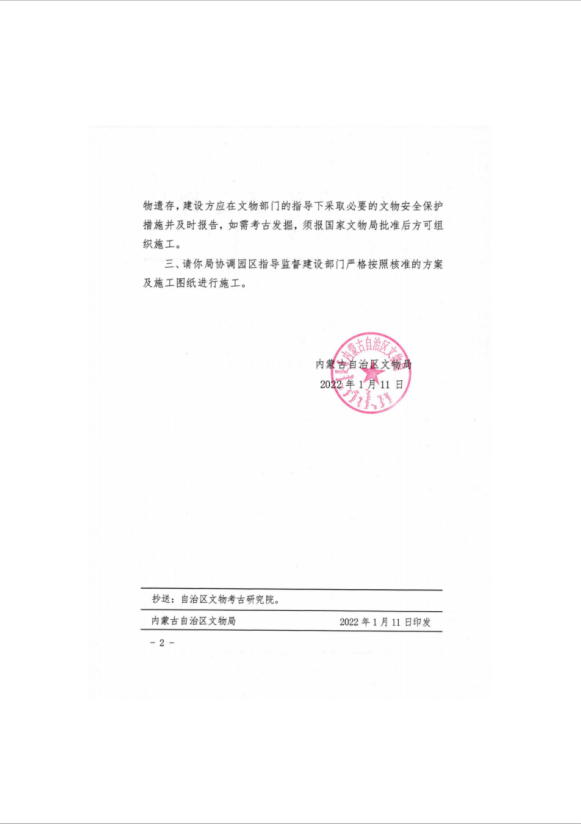 物遗存，建设方应在文物部门的指导下采取必要的文物安全保护
措施并及时报告，如需考古发掘，须报国家文物局批准后方可组
织施工。
三、请你局协调园区指导监督建设部门严格按照核准的方案
及施工图纸进行施工。
内蒙古自治区文物局
内蒙古自治区文物局
2022 年 1 月 11 日
抄送：自治区文物考古研究院。
内蒙古自治区文物局 2022 年 1 月 11 日印发
- 2 -